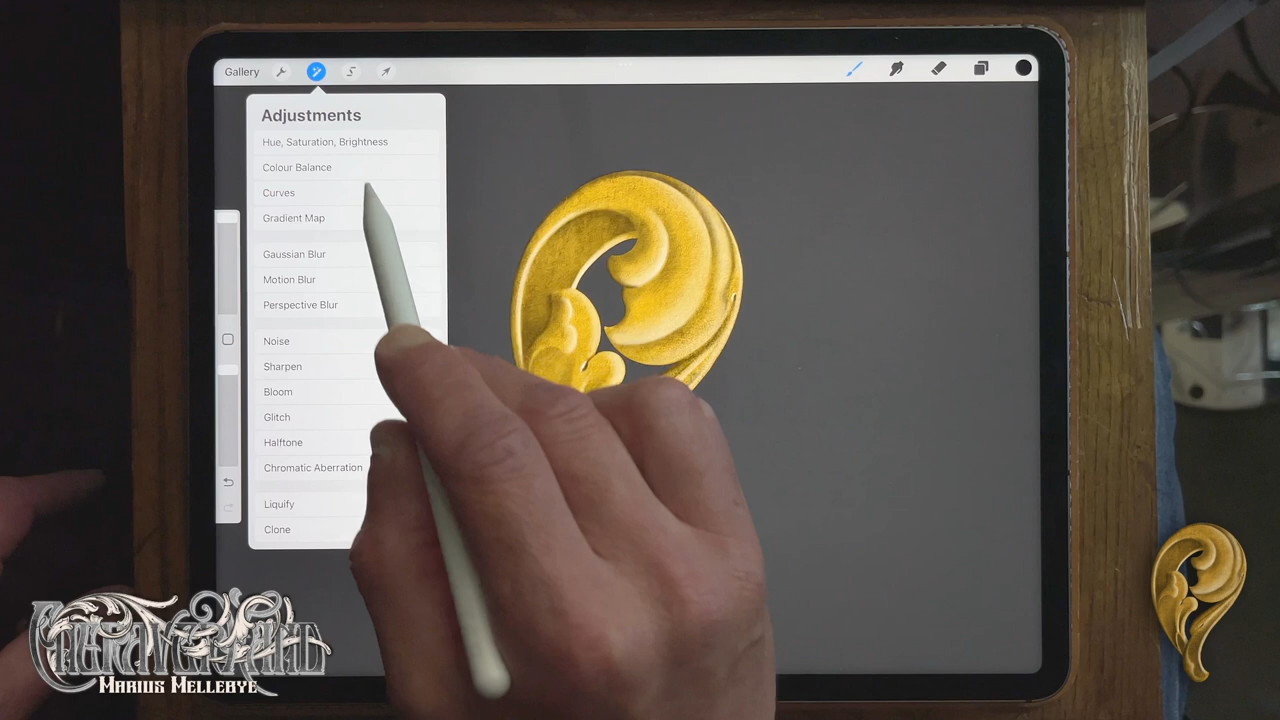 Gallery
Adjustments
Hue, Saturation, Brightness
Colour Balance
Curves
Gradient Map
Gaussian Blur
Motion Blur
Perspective Blur
Noise
Sharpen
Bloom
Glitch
Halftone
Chromatic Aberration
Liquify
Clone
Marius Mellebye